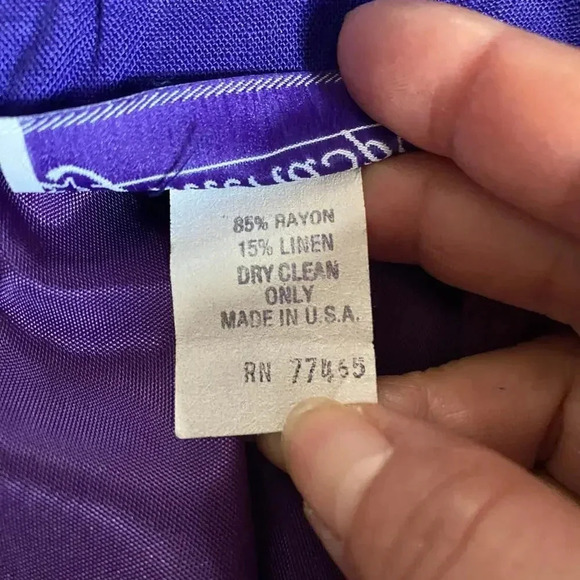 85% RAYON
15% LINEN
DRY CLEAN
ONLY
MADE IN U.S.A.
RN 77465